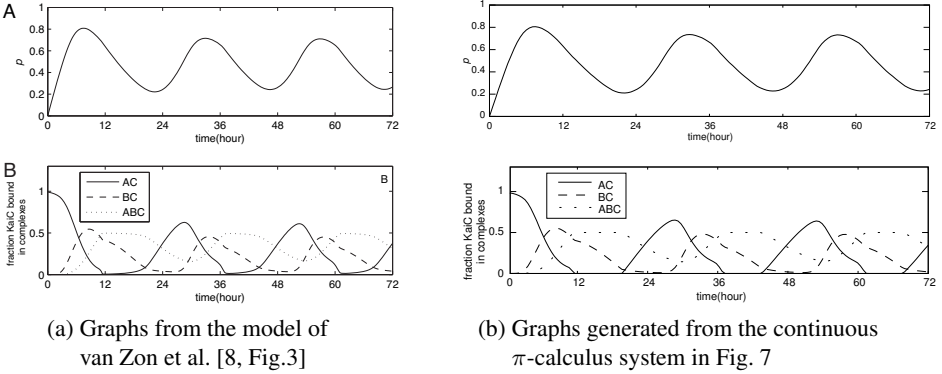 A
1
0.8
0.6
p
0.4
0.2
0
0 12 24 36 48 60 72
time(hour)
B
B
AC
BC
ABC
1
0.5
0
fraction KaiC bound
in complexes
0 12 24 36 48 60 72
time(hour)
(a) Graphs from the model of
van Zon et al. [8, Fig.3]
1
0.8
0.6
p
0.4
0.2
0
0 12 24 36 48 60 72
time(hour)
AC
BC
ABC
1
0.5
0
fraction KaiC bound
in complexes
0 12 24 36 48 60 72
time(hour)
(b) Graphs generated from the continuous
π-calculus system in Fig. 7